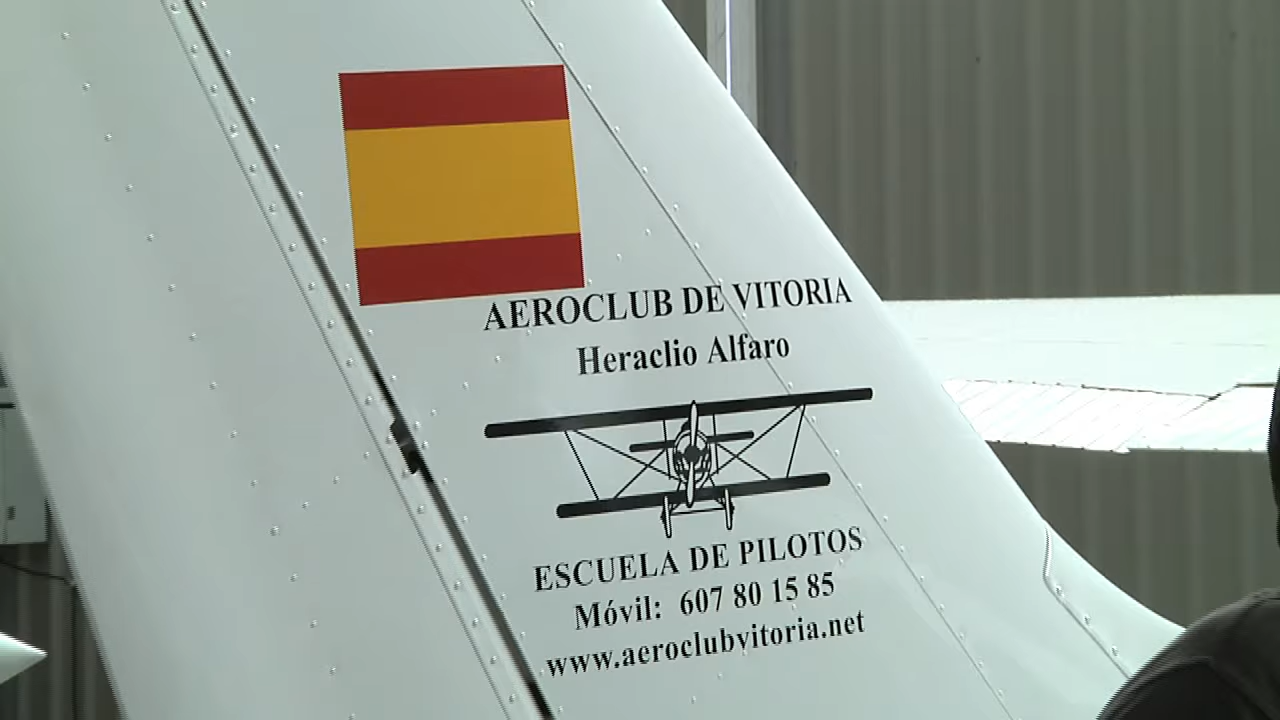 AEROCLUB DE VITORIA
Heraclio Alfaro
ESCUELA DE PILOTOS
Móvil: 607 80 15 85
www.aeroclubvitoria.net